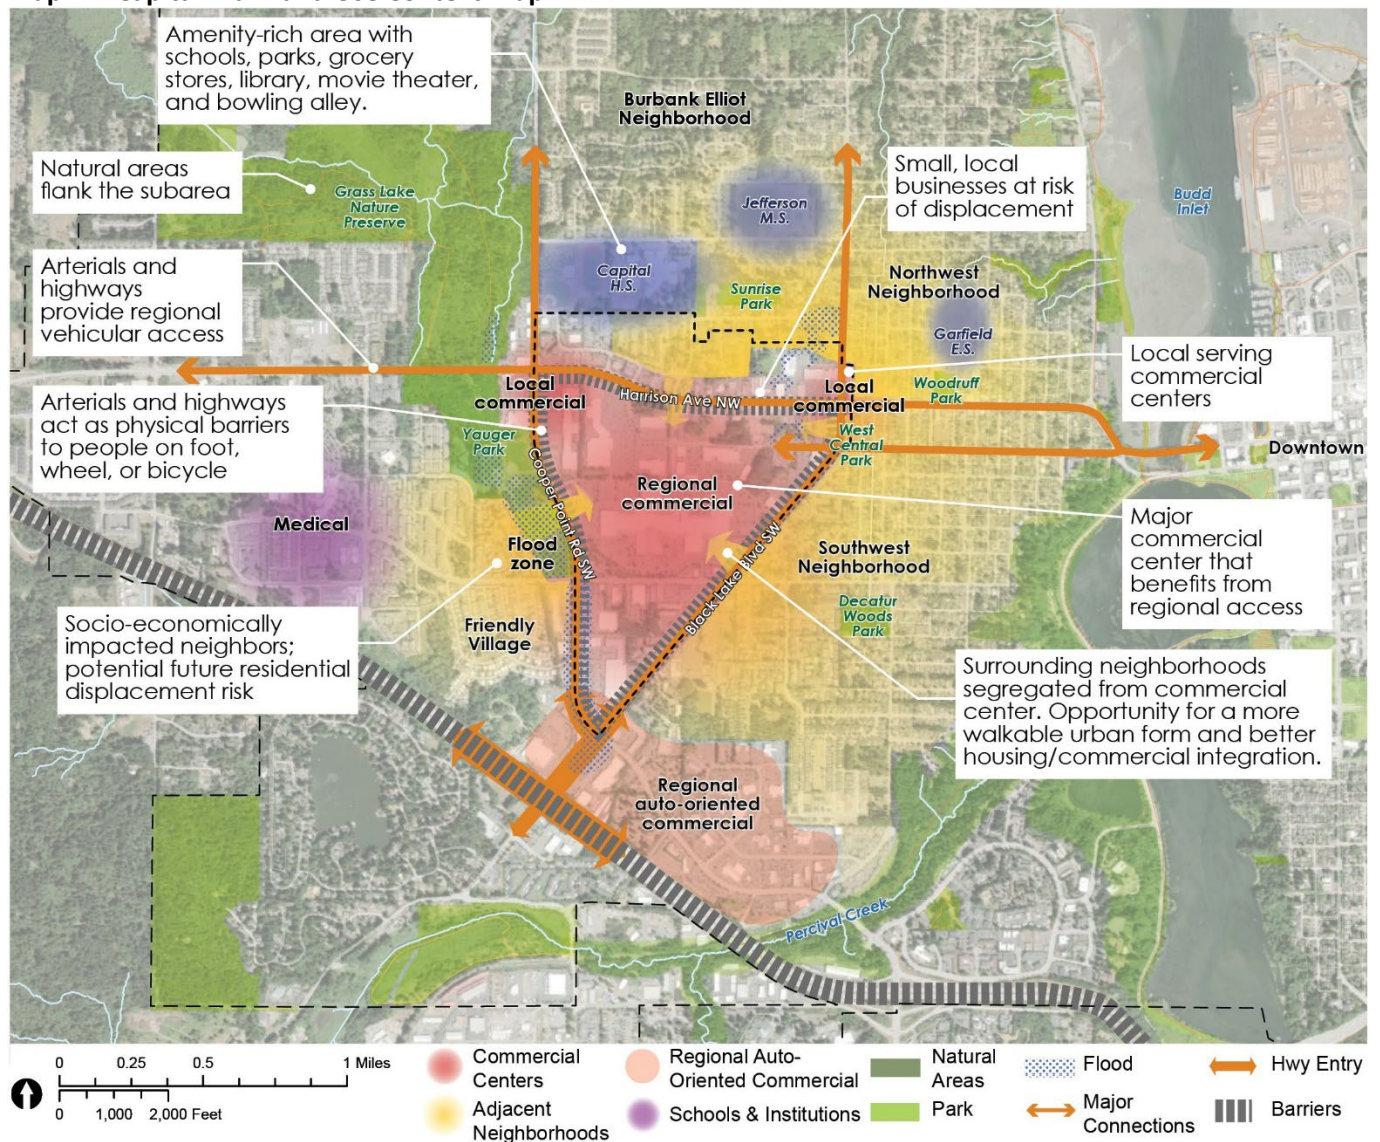 Amenity-rich area with
schools, parks, grocery
stores, library, movie theater,
and bowling alley.
Burbank Elliot
Neighborhood
Natural areas
flank the subarea
Grass Lake
Nature
Preserve
Jefferson
M.S.
Small, local
businesses at risk
of displacement
Budd
Inlet
Arterials and
highways
provide regional
vehicular access
Capital
H.S.
Sunrise
Park
Northwest
Neighborhood
Garfield
E.S.
Local serving
commercial
centers
Local
commercial
Harrison Ave NW
Local
commercial
Woodruff
Park
Arterials and highways
act as physical barriers
to people on foot,
wheel, or bicycle
Yauger
Park
West
Central
Park
Downtown
Cooper Point Rd SW
Regional
commercial
Medical
Flood
zone
Black Lake Blvd SW
Southwest
Neighborhood
Major
commercial
center that
benefits from
regional access
Decatur
Woods
Park
Socio-economically
impacted neighbors;
potential future residential
displacement risk
Friendly
Village
Surrounding neighborhoods
segregated from commercial
center. Opportunity for a more
walkable urban form and better
housing/commercial integration.
Regional
auto-oriented
commercial
Percival Creek
0 0.25 0.5 1 Miles
0 1,000 2,000 Feet
Commercial
Centers
Adjacent
Neighborhoods
Regional Auto-
Oriented Commercial
Schools & Institutions
Natural
Areas
Park
Flood
Major
Connections
Hwy Entry
Barriers